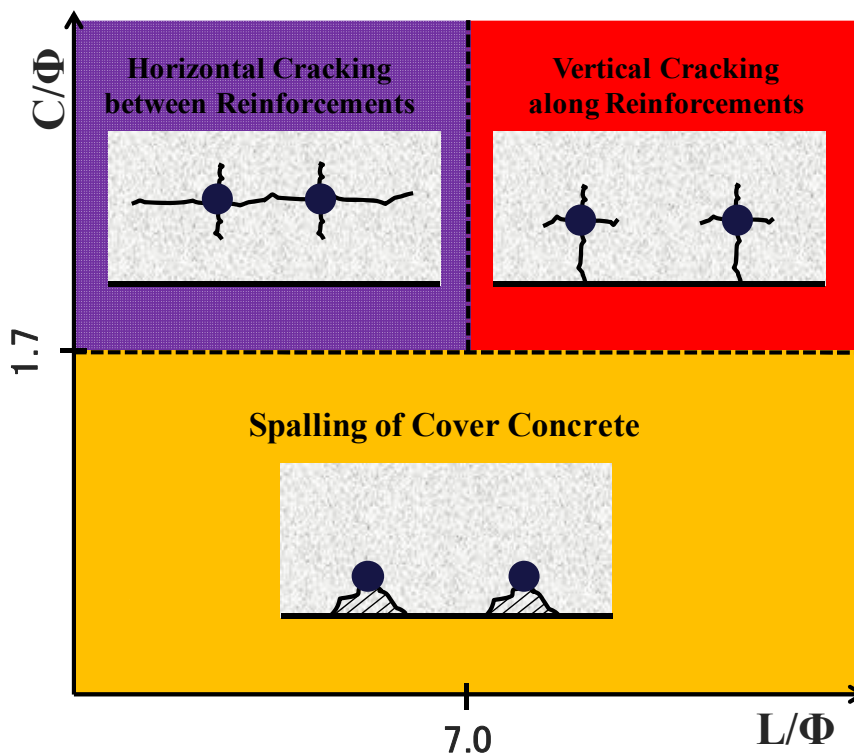 C/Φ
Horizontal Cracking
between Reinforcements
Vertical Cracking
along Reinforcements
1.7
Spalling of Cover Concrete
7.0
L/Φ